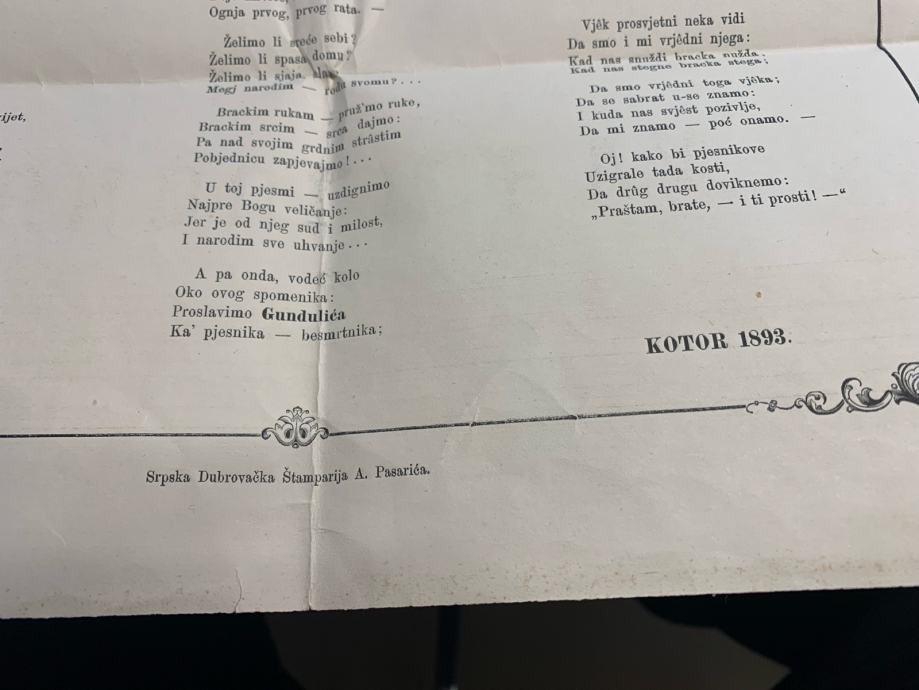 ijet,
Ognja prvog, prvog rata. —
Želimo li sreće sebi?
Želimo li spasa domu?
Želimo li sjaja,
Megj narodim — rodu svomu? . . .
Brackim rukam — pruž'mo ruke,
Brackim srcim — srca dajmo:
Pa nad svojim grdnim strâstim
Pobjednicu zapjevajmo! . . .
U toj pjesmi — uzdignimo
Najpre Bogu veličanje:
Jer je od njeg sud i milost,
I narodim sve uhvanje . . .
A pa onda, vodeć kolo
Oko ovog spomenika:
Proslavimo Gundulića
Ka' pjesnika — besmrtnika;
Vjêk prosvjetni neka vidi
Da smo i mi vrjêdni njega:
Kad nas snuždi bracka nužda,
Kad nas stegne bracka stega;
Da smo vrjêdni toga vjêka;
Da se sabrat u-se znamo:
I kuda nas svjêst pozivlje,
Da mi znamo — poć onamo. —
Oj! kako bi pjesnikove
Uzigrale tada kosti,
Da drûg drugu doviknemo:
„Praštam, brate, — i ti prosti! —“
KOTOR 1893.
Srpska Dubrovačka Štamparija A. Pasarića.